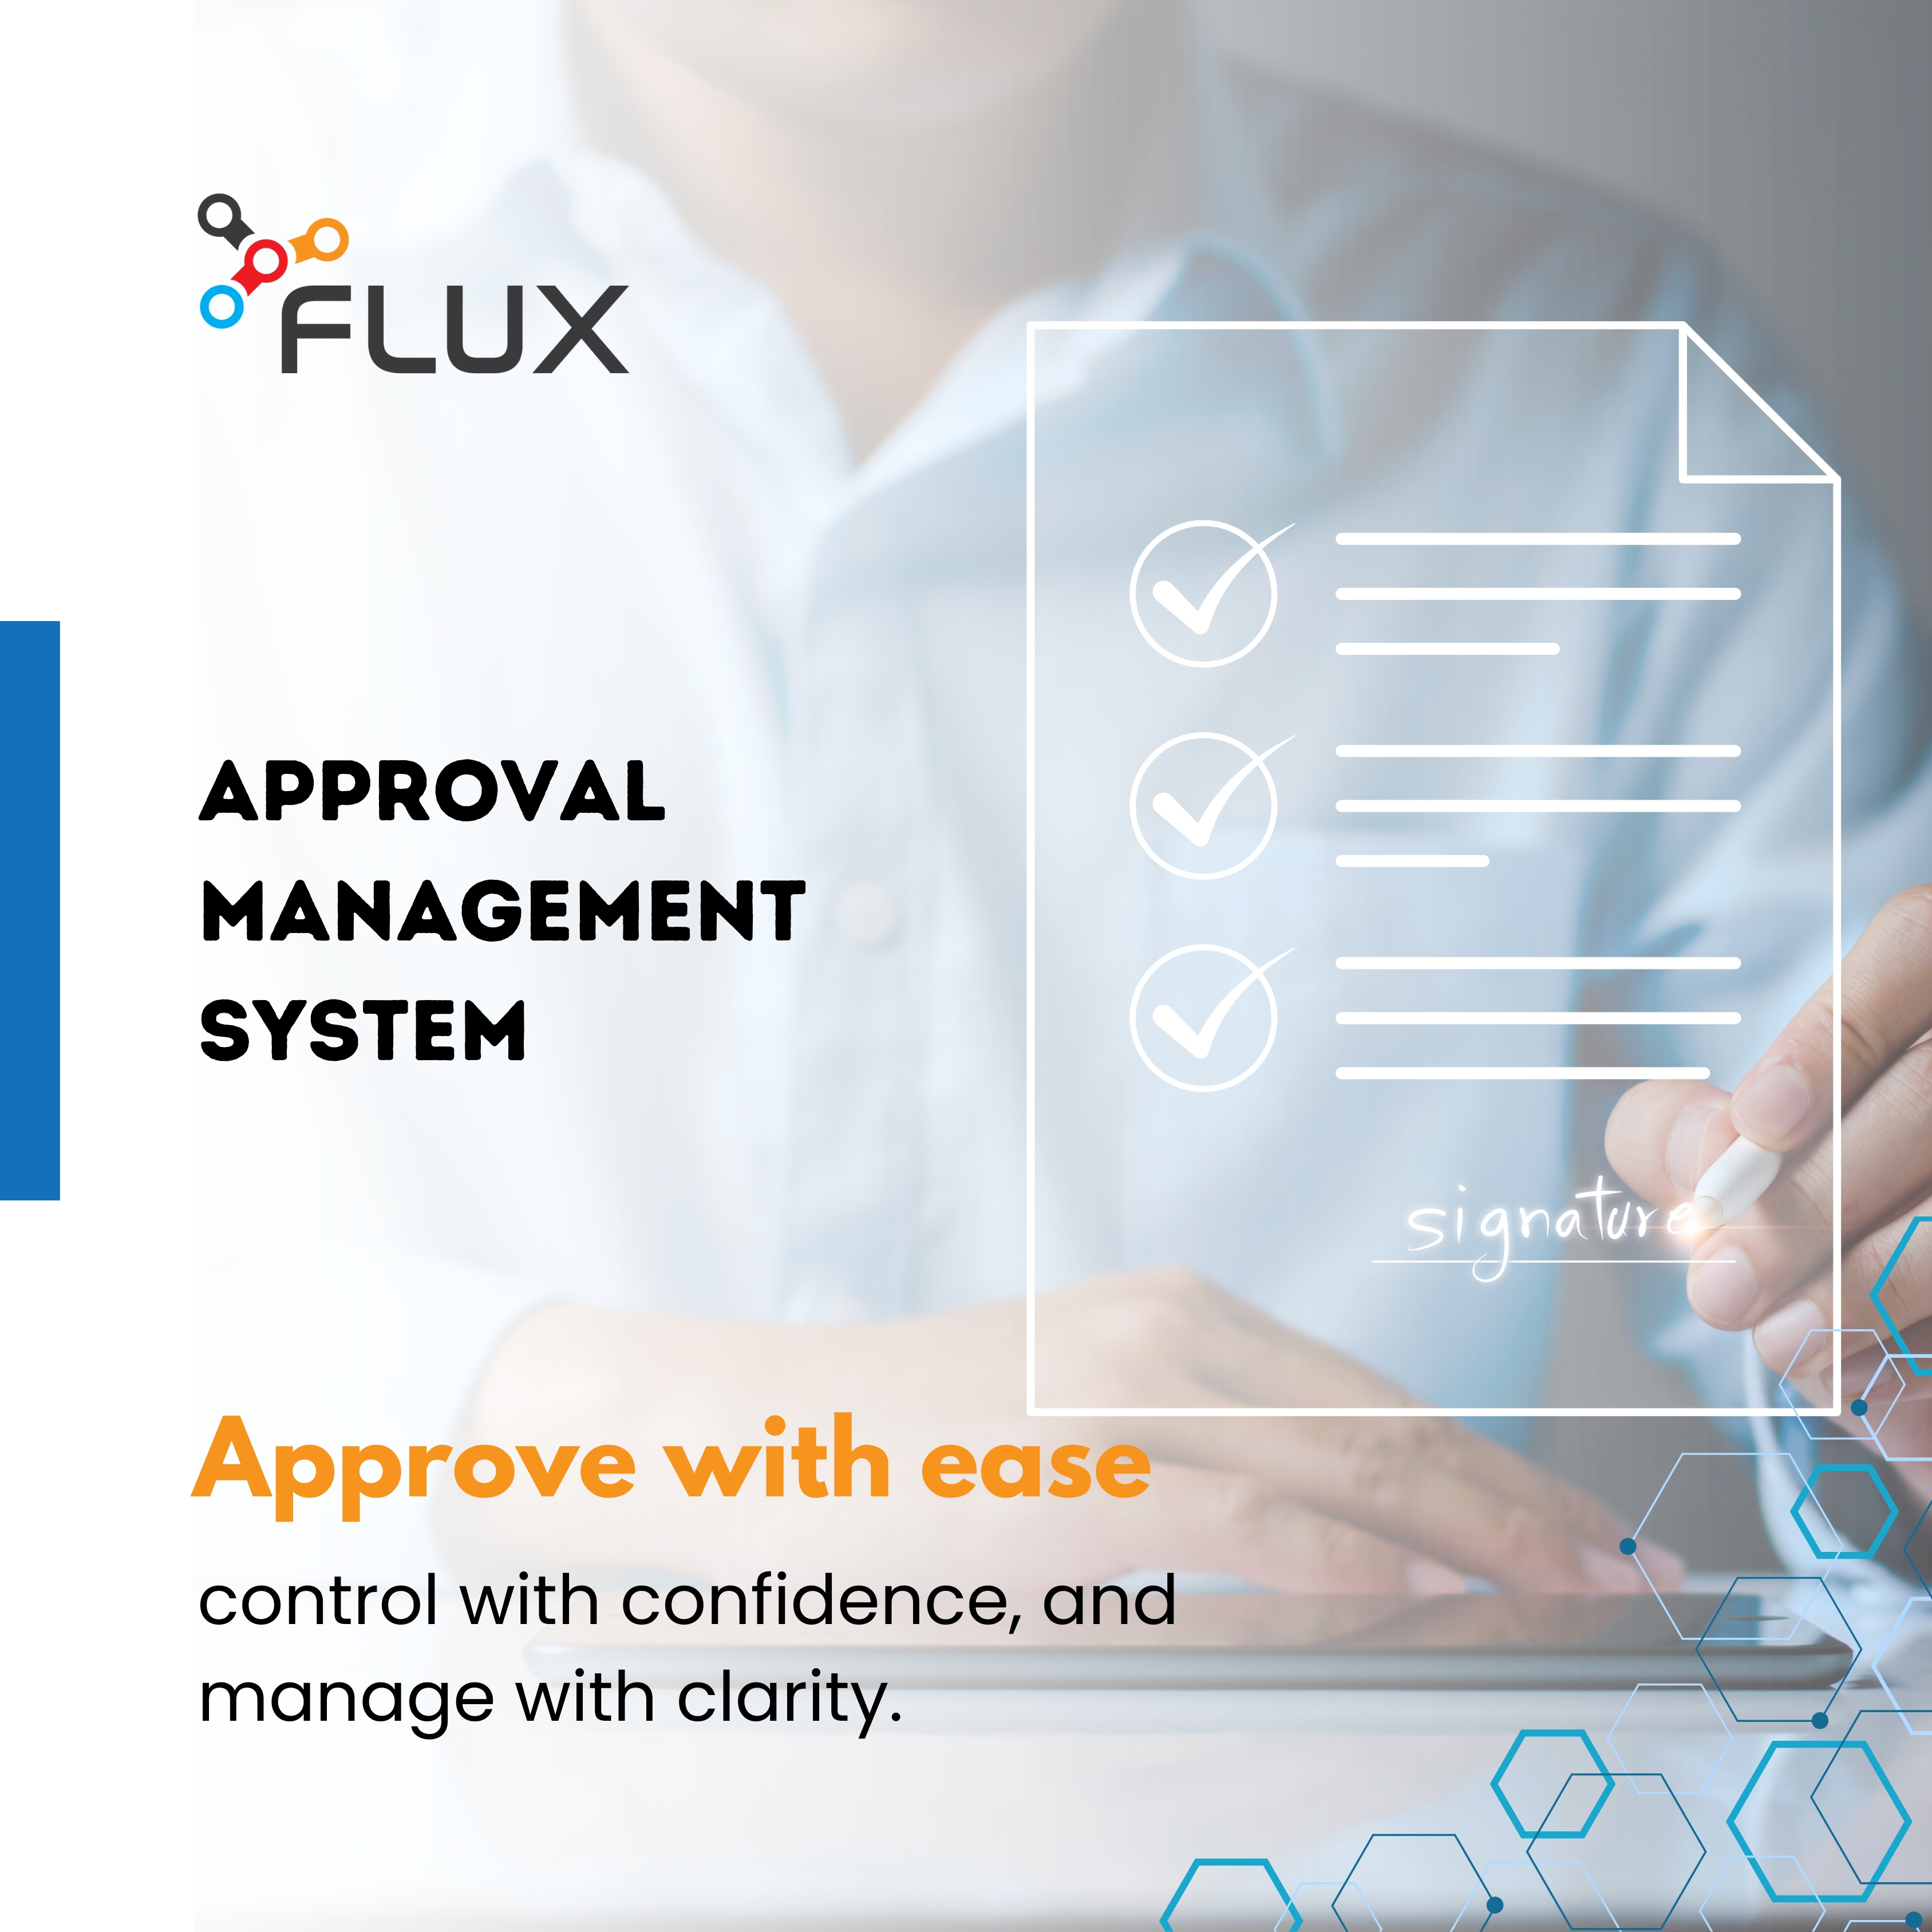 FLUX
APPROVAL
MANAGEMENT
SYSTEM
signature
Approve with ease
control with confidence, and
manage with clarity.